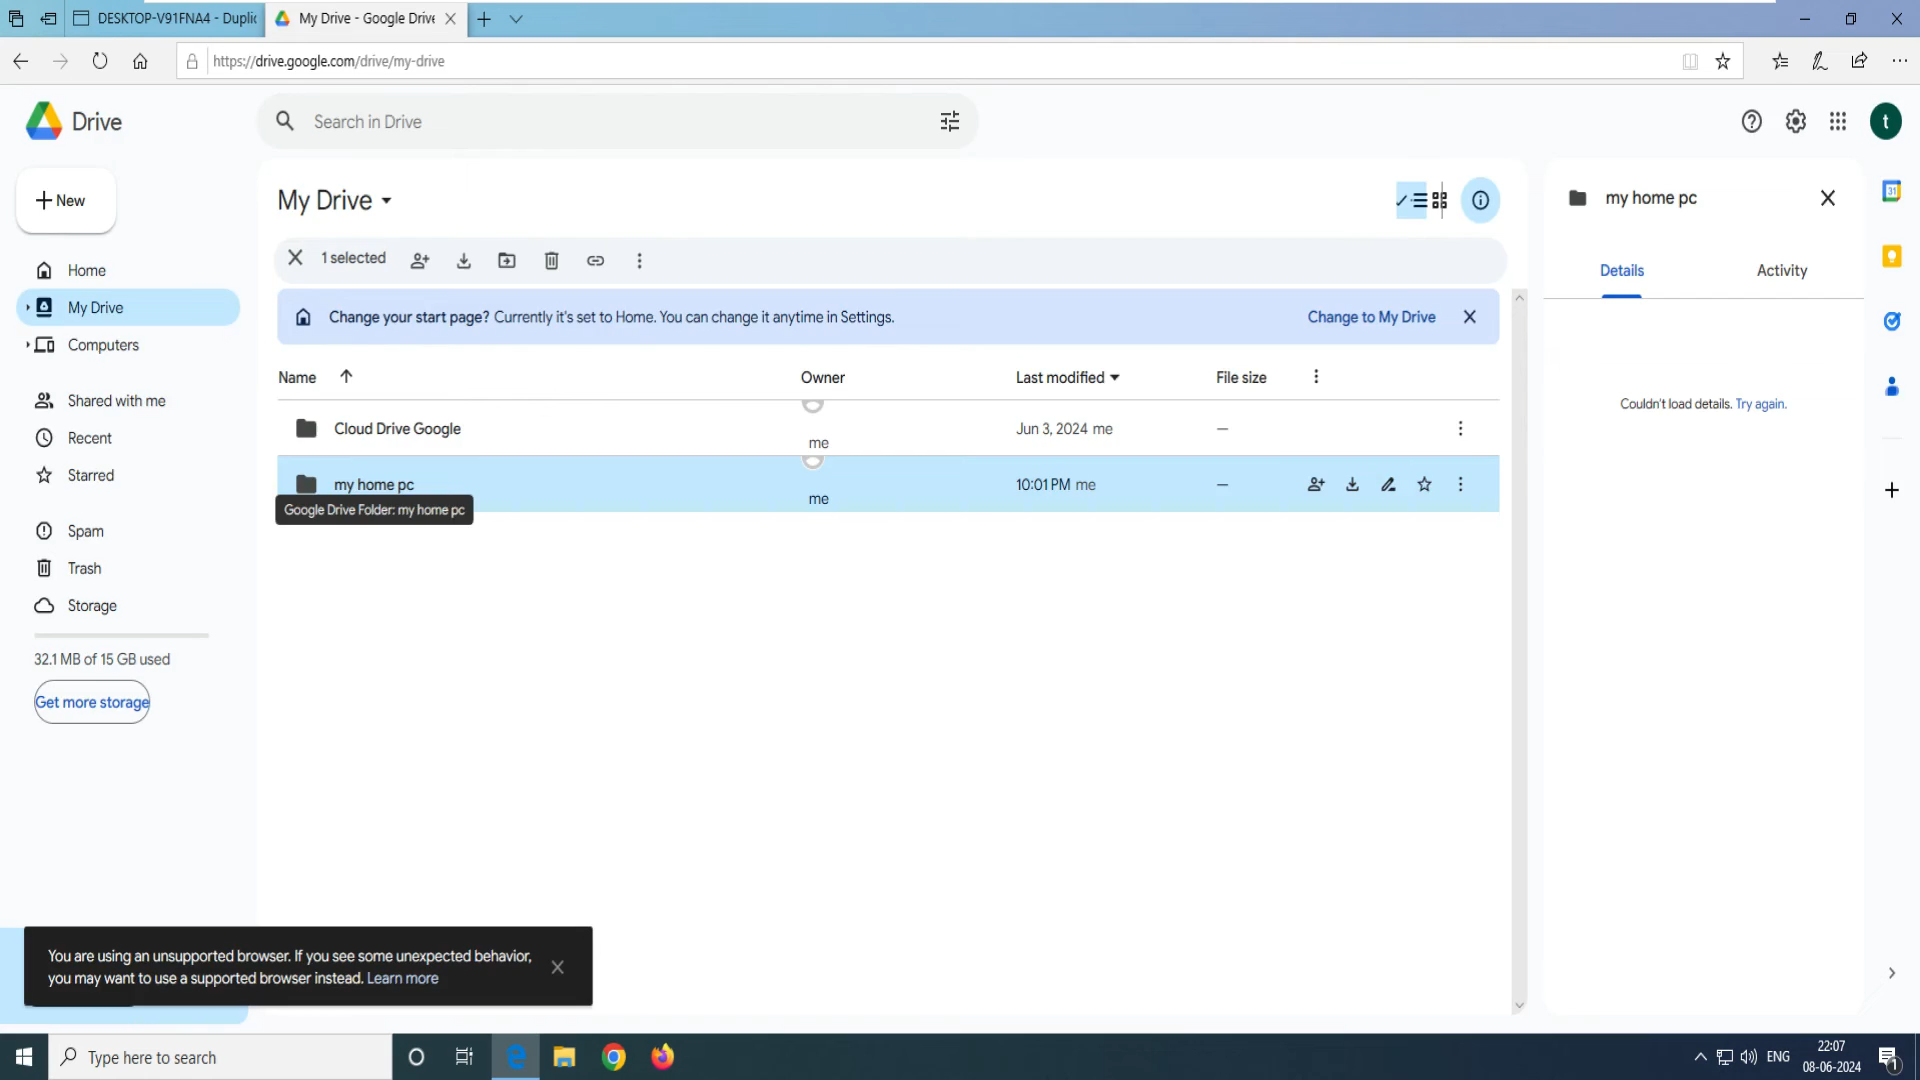 DESKTOP-V91FNA4 - Duplic
My Drive - Google Drive
https://drive.google.com/drive/my-drive
Drive
Search in Drive
t
New
My Drive
my home pc
1 selected
Home
Details
Activity
31
My Drive
Change your start page? Currently it's set to Home. You can change it anytime in Settings.
Change to My Drive
Computers
Name
Owner
Last modified
File size
Shared with me
Couldn't load details. Try again.
Cloud Drive Google
me
Jun 3, 2024 me
—
Recent
Starred
my home pc
me
10:01 PM me
—
Google Drive Folder: my home pc
Spam
Trash
Storage
32.1 MB of 15 GB used
Get more storage
You are using an unsupported browser. If you see some unexpected behavior,
you may want to use a supported browser instead. Learn more
Type here to search
ENG
22:07
08-06-2024
1